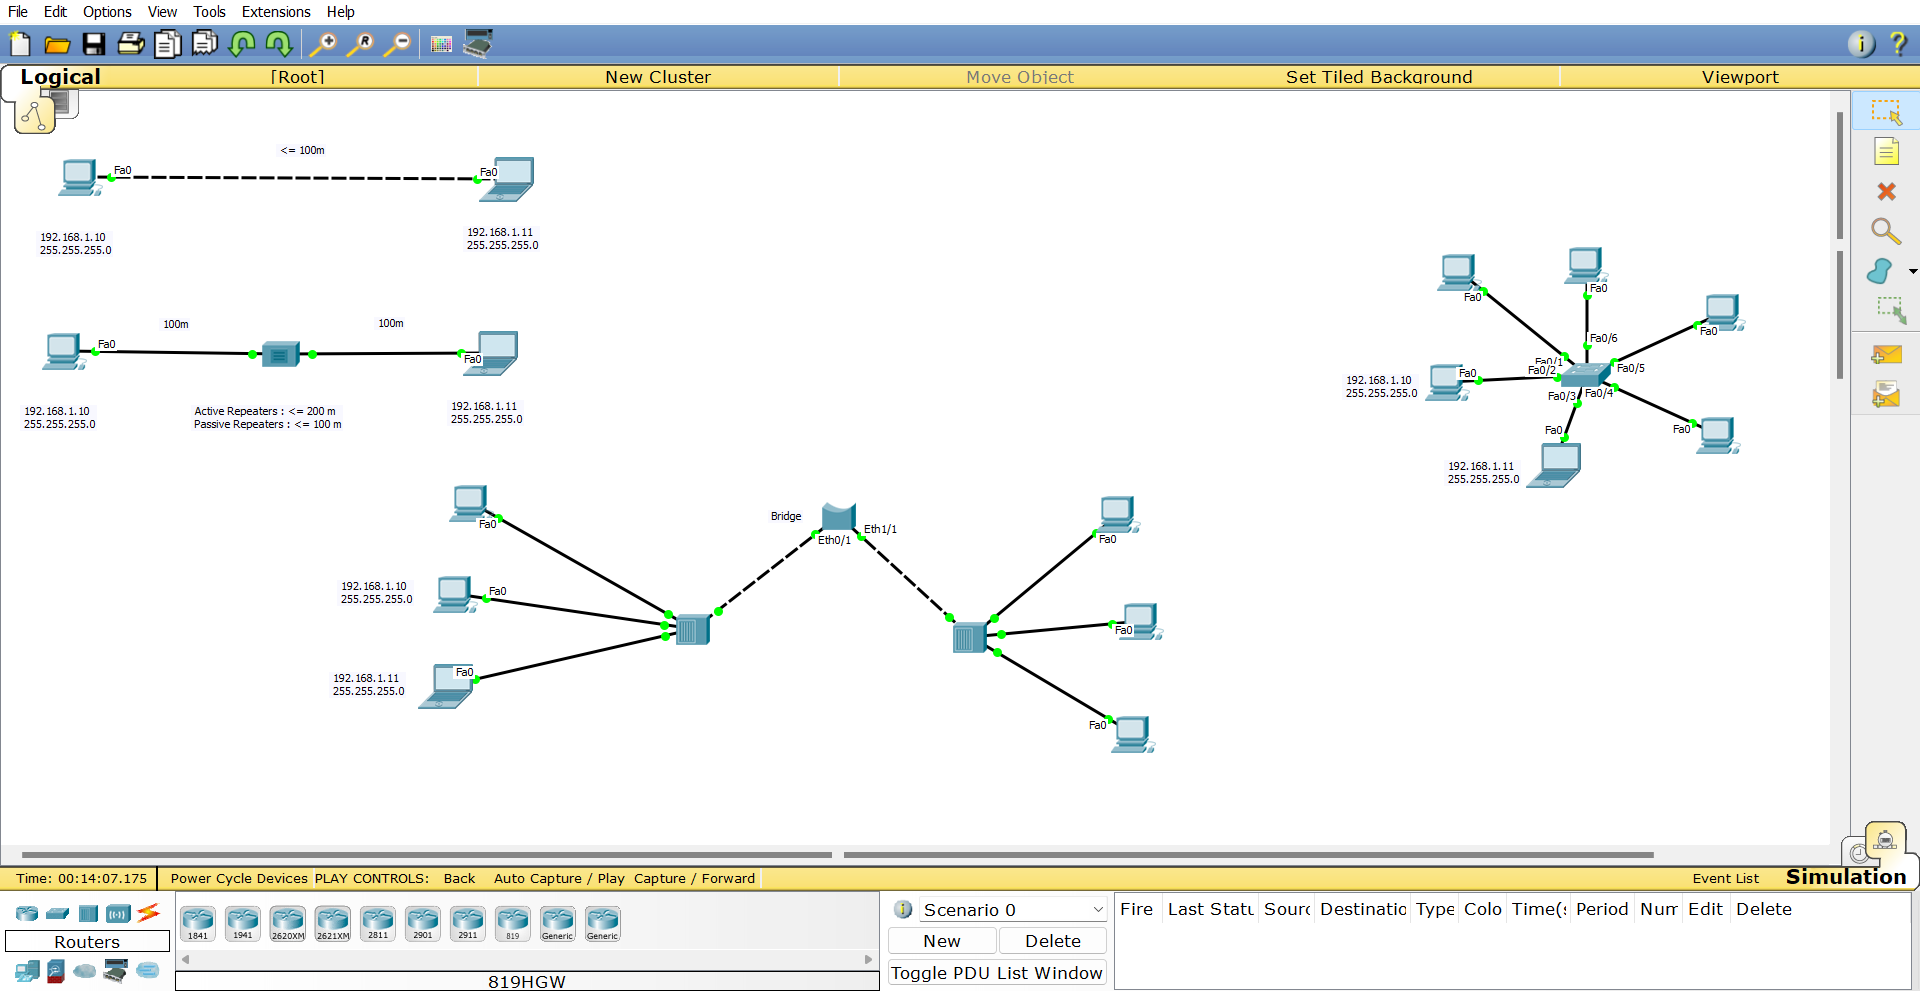 File Edit Options View Tools Extensions Help
Logical [Root] New Cluster Move Object Set Tiled Background Viewport
<= 100m
Fa0
Fa0
192.168.1.10
255.255.255.0
192.168.1.11
255.255.255.0
100m
100m
Fa0
Fa0
192.168.1.10
255.255.255.0
Active Repeaters : <= 200 m
Passive Repeaters : <= 100 m
192.168.1.11
255.255.255.0
Fa0
Fa0
Fa0
Fa0/6
Fa0/1
Fa0/2
Fa0/5
Fa0
192.168.1.10
255.255.255.0
Fa0/3
Fa0/4
Fa0
Fa0
192.168.1.11
255.255.255.0
Fa0
Bridge
Eth0/1
Eth1/1
Fa0
192.168.1.10
255.255.255.0
Fa0
Fa0
192.168.1.11
255.255.255.0
Fa0
Fa0
Time: 00:14:07.175 Power Cycle Devices PLAY CONTROLS: Back Auto Capture / Play Capture / Forward Event List Simulation
Routers
1841 1941 2620XM 2621XM 2811 2901 2911 819 Generic Generic
819HGW
Scenario 0
New Delete
Toggle PDU List Window
Fire Last Statu Sourc Destinatio Type Colo Time(s Period Num Edit Delete